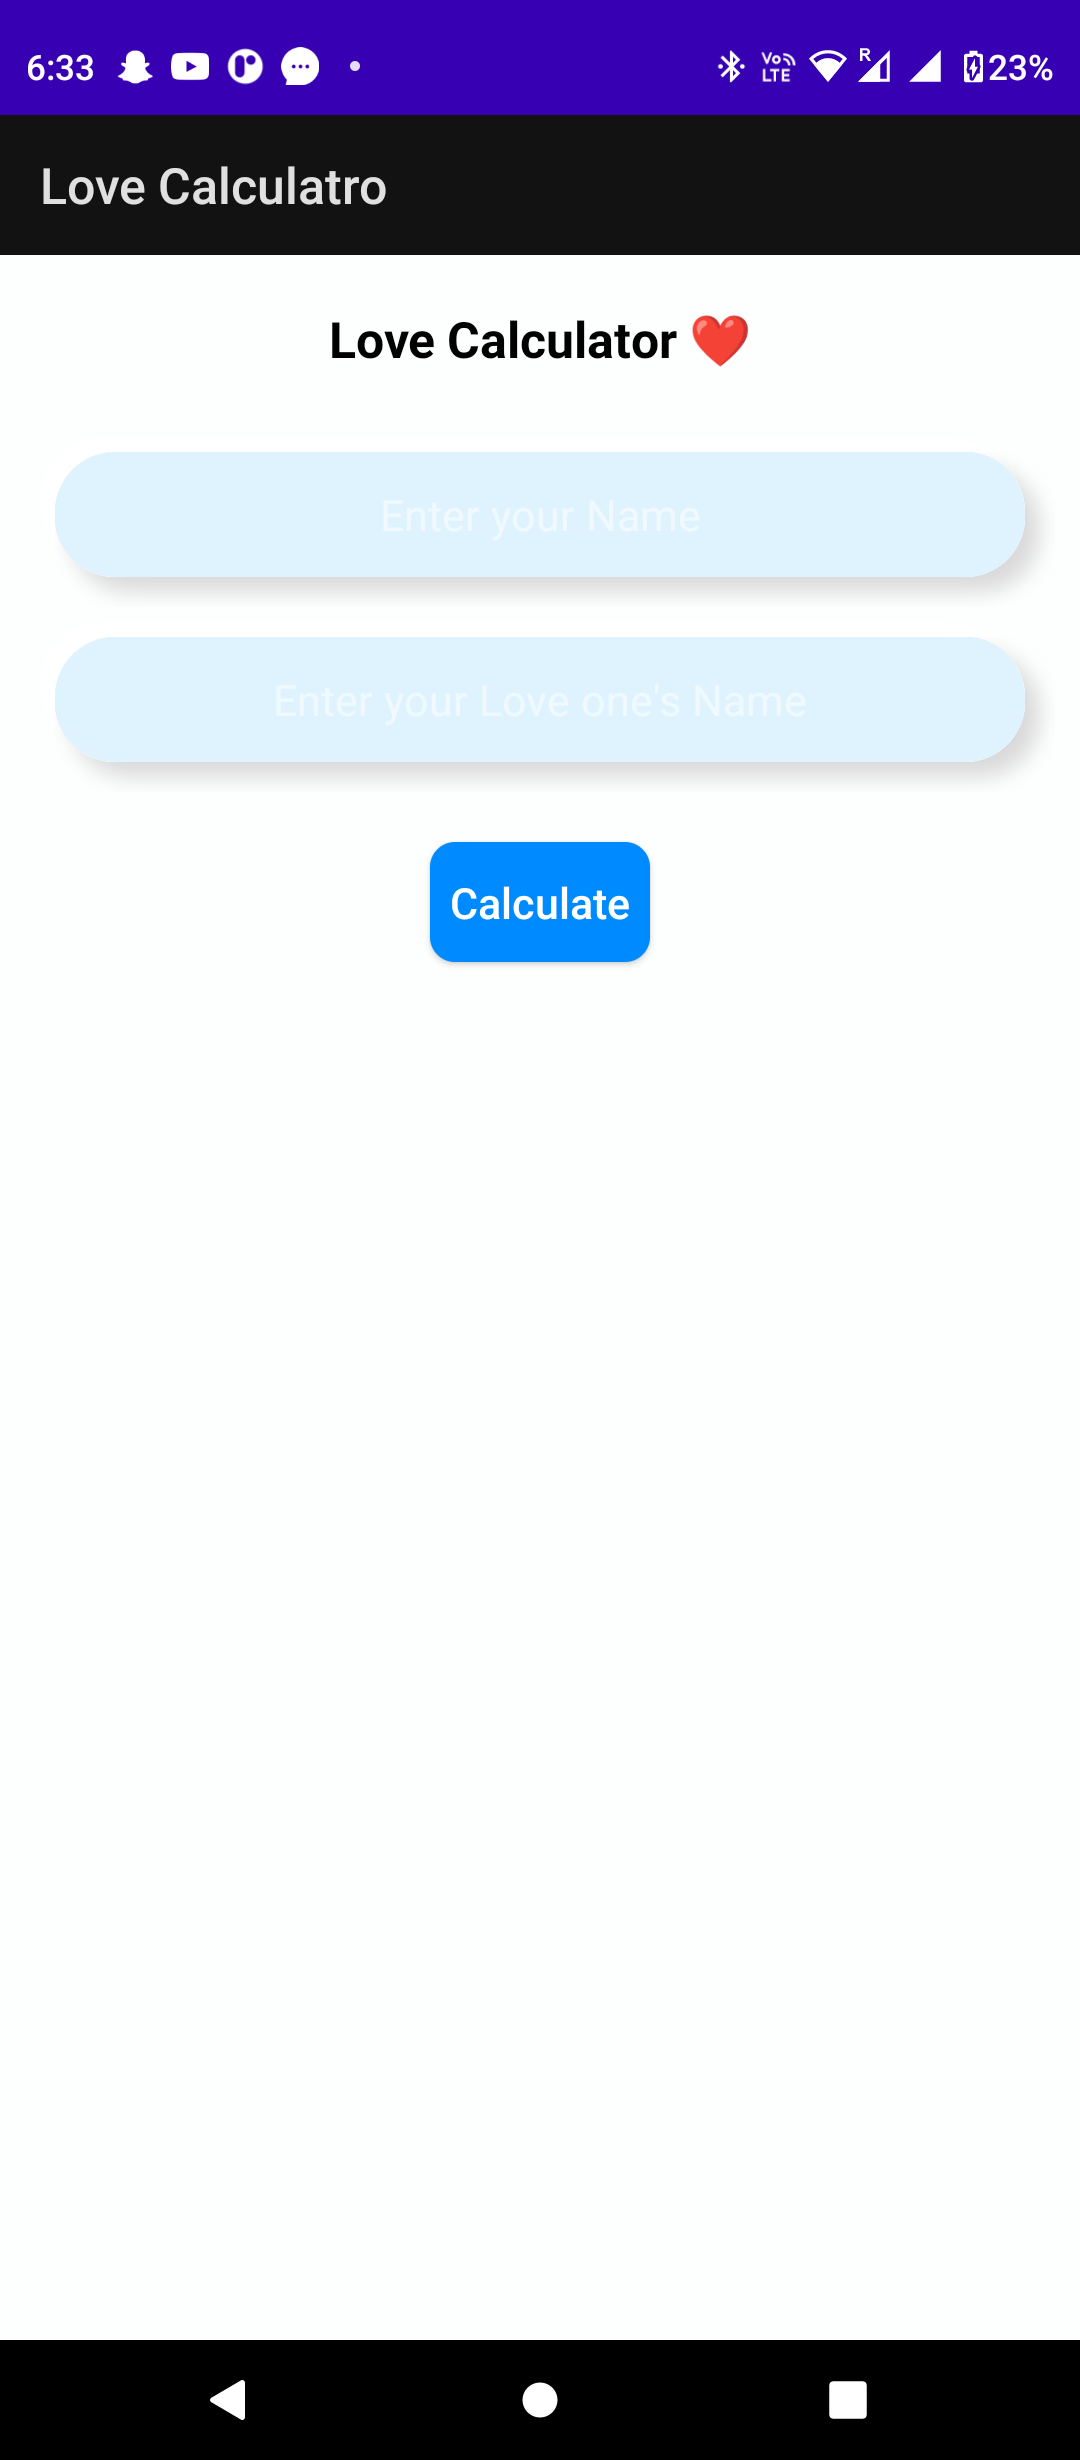 6:33 R Vo LTE 23%
Love Calculatro
Love Calculator ❤️
Enter your Name
Enter your Love one's Name
Calculate